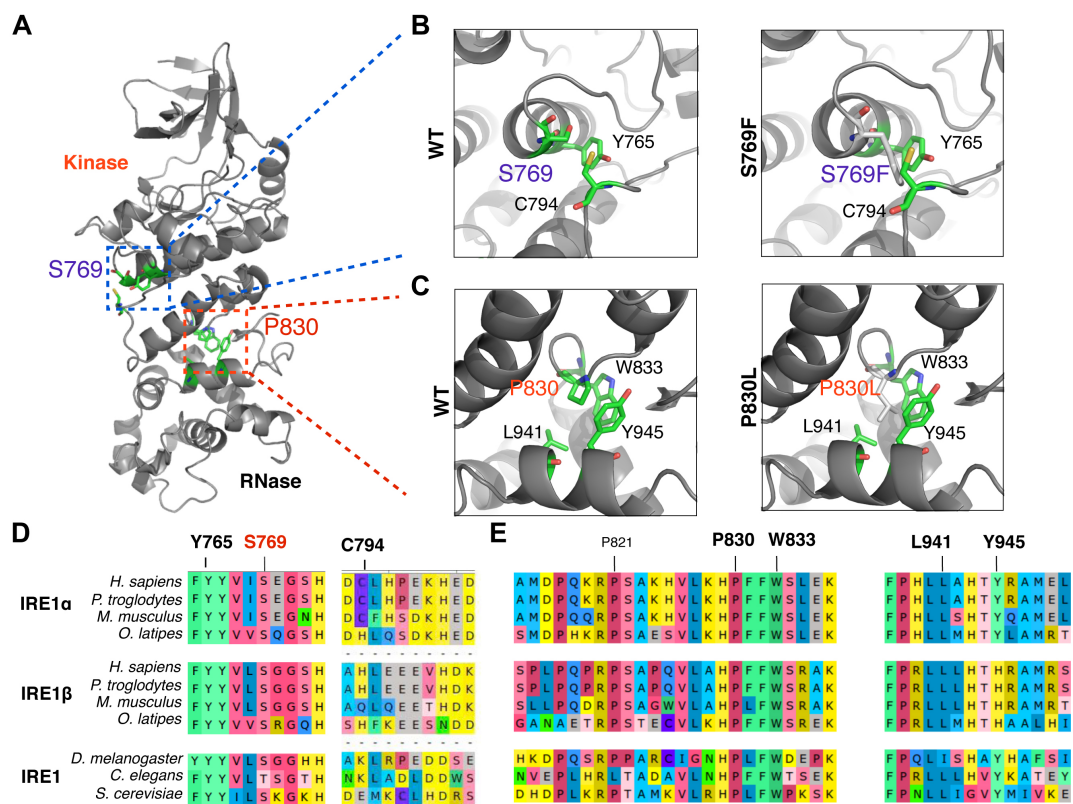 A
Kinase
S769
P830
RNase
B
WT
S769
Y765
C794
S769F
S769F
Y765
C794
C
WT
P830
W833
L941
Y945
P830L
P830L
W833
L941
Y945
D
Y765 S769 C794
IRE1α
H. sapiens F Y Y V I S E G S H D C L H P E K H E D
P. troglodytes F Y Y V I S E G S H D C L H P E K H E D
M. musculus F Y Y V I S E G N H D C F H S D K H E D
O. latipes F Y Y V V S Q G S H D H L Q S D K H E D
IRE1β
H. sapiens F Y Y V L S G G S H A H L E E E V H D K
P. troglodytes F Y Y V L S G G S H A H L E E E V H D K
M. musculus F Y Y V L S G G S H A Q L Q E E T H D K
O. latipes F Y Y V V S R G Q H S H F K E S N D D
IRE1
D. melanogaster F Y Y V L S G G H H A K L R P E D D S E
C. elegans F Y Y V L T S G T H N K L A D L D D W S
S. cerevisiae F Y Y I L S K G K H D E M K C L H D R S
E
P821 P830 W833 L941 Y945
A M D P Q K R P S A K H V L K H P F F W S L E K F P H L L A H T Y R A M E L
A M D P Q K R P S A K H V L K H P F F W S L E K F P H L L A H T Y R A M E L
A M D P Q Q R P S A K H V L K H P F F W S L E K F P H L L S H T Y Q A M E L
S M D P H K R P S A E S V L K H P F F W S L E K F P H L L M H T Y L A M R T
S P L P Q P R P S A P Q V L A H P F F W S R A K F P R L L L H T H R A M R S
S P L P Q P R P S A P Q V L A H P F F W S R A K F P R L L L H T H R A M R S
S L L P Q D R P S A G W V L A H P L F W S R A K F P R L L L H T H R A M R S
G A N A E T R P S T E C V L K H P F F W S R A K F P R L L M H T H A A L H I
H K D P Q S R P P A R C I G N H P L F W D E P K F P Q L I S H A Y H A F S I
N V E P L H R L T A D A V L N H P F F W T S E K F P R L L L H V Y K A T E Y
D H D P L K R P T A M K V L R H P L F W P K S K F P N L I I G V Y M I V K E